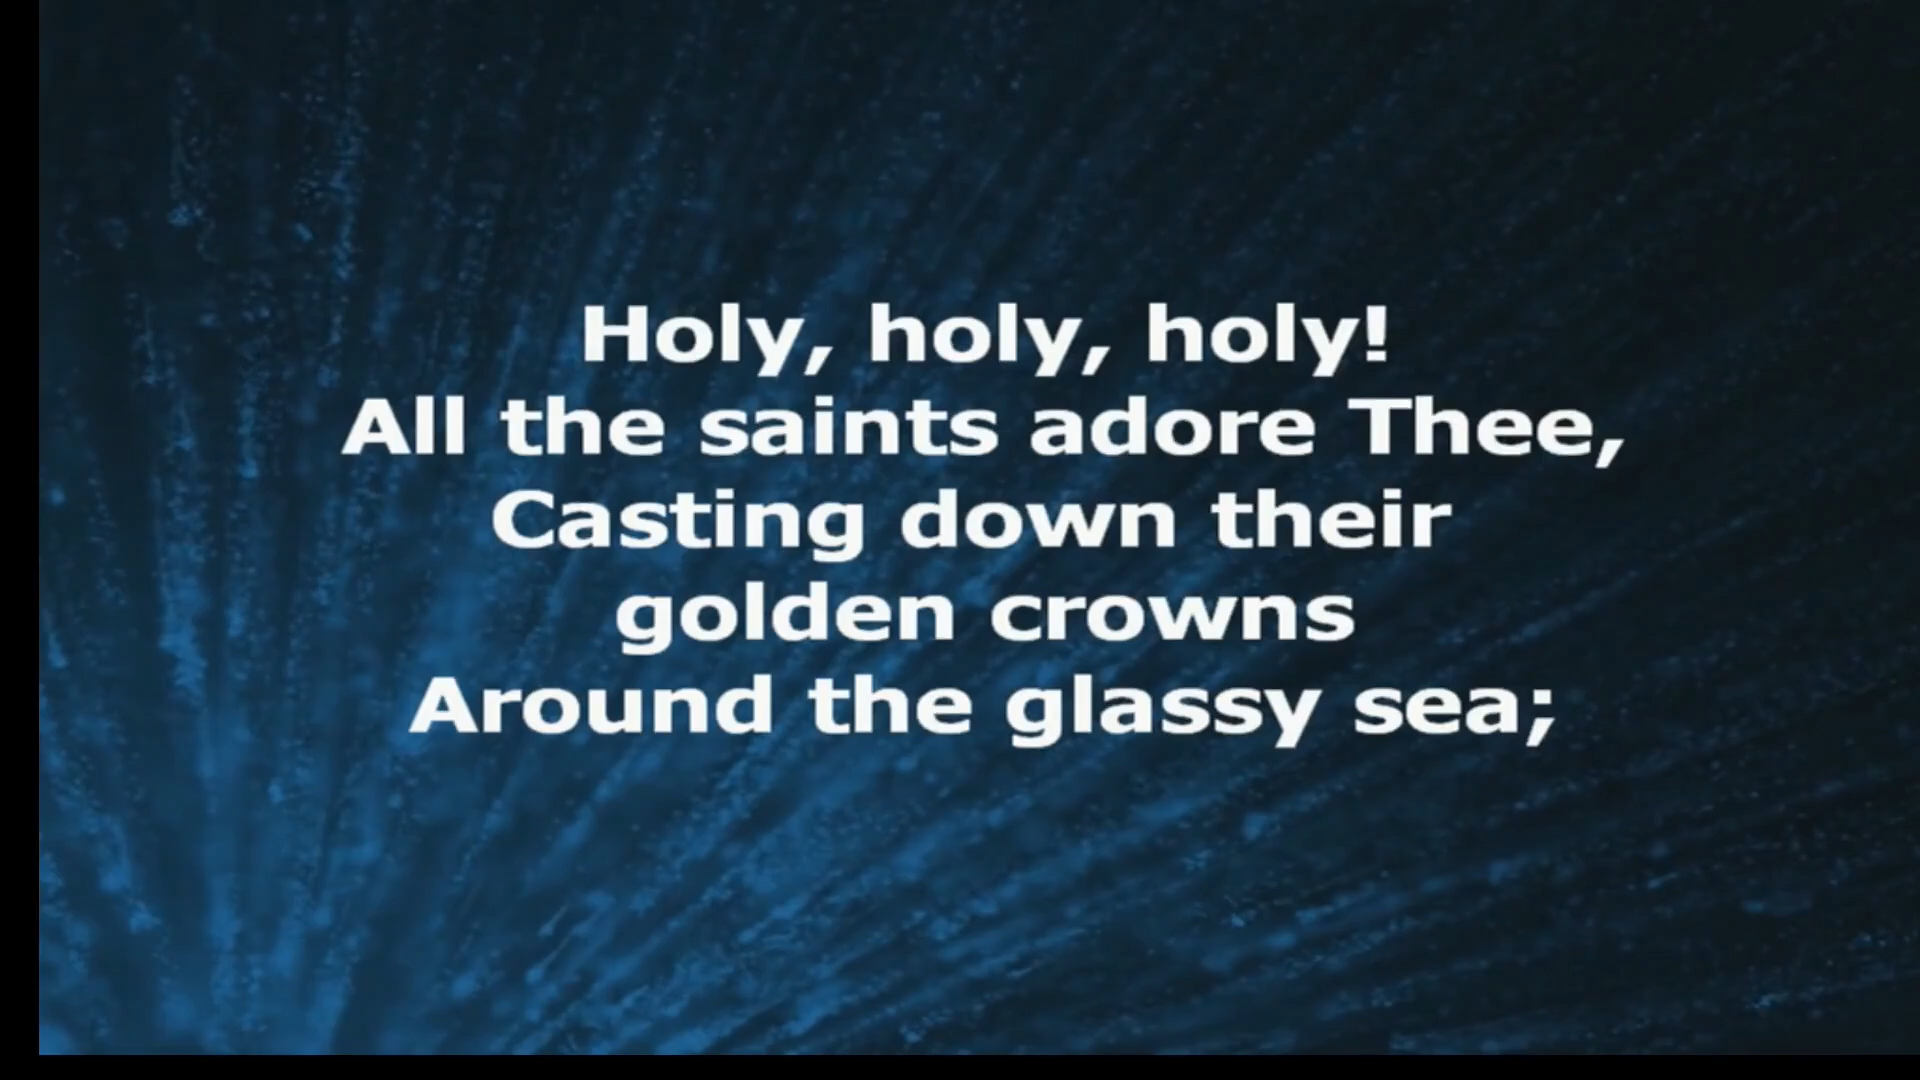 Holy, holy, holy!
All the saints adore Thee,
Casting down their
golden crowns
Around the glassy sea;